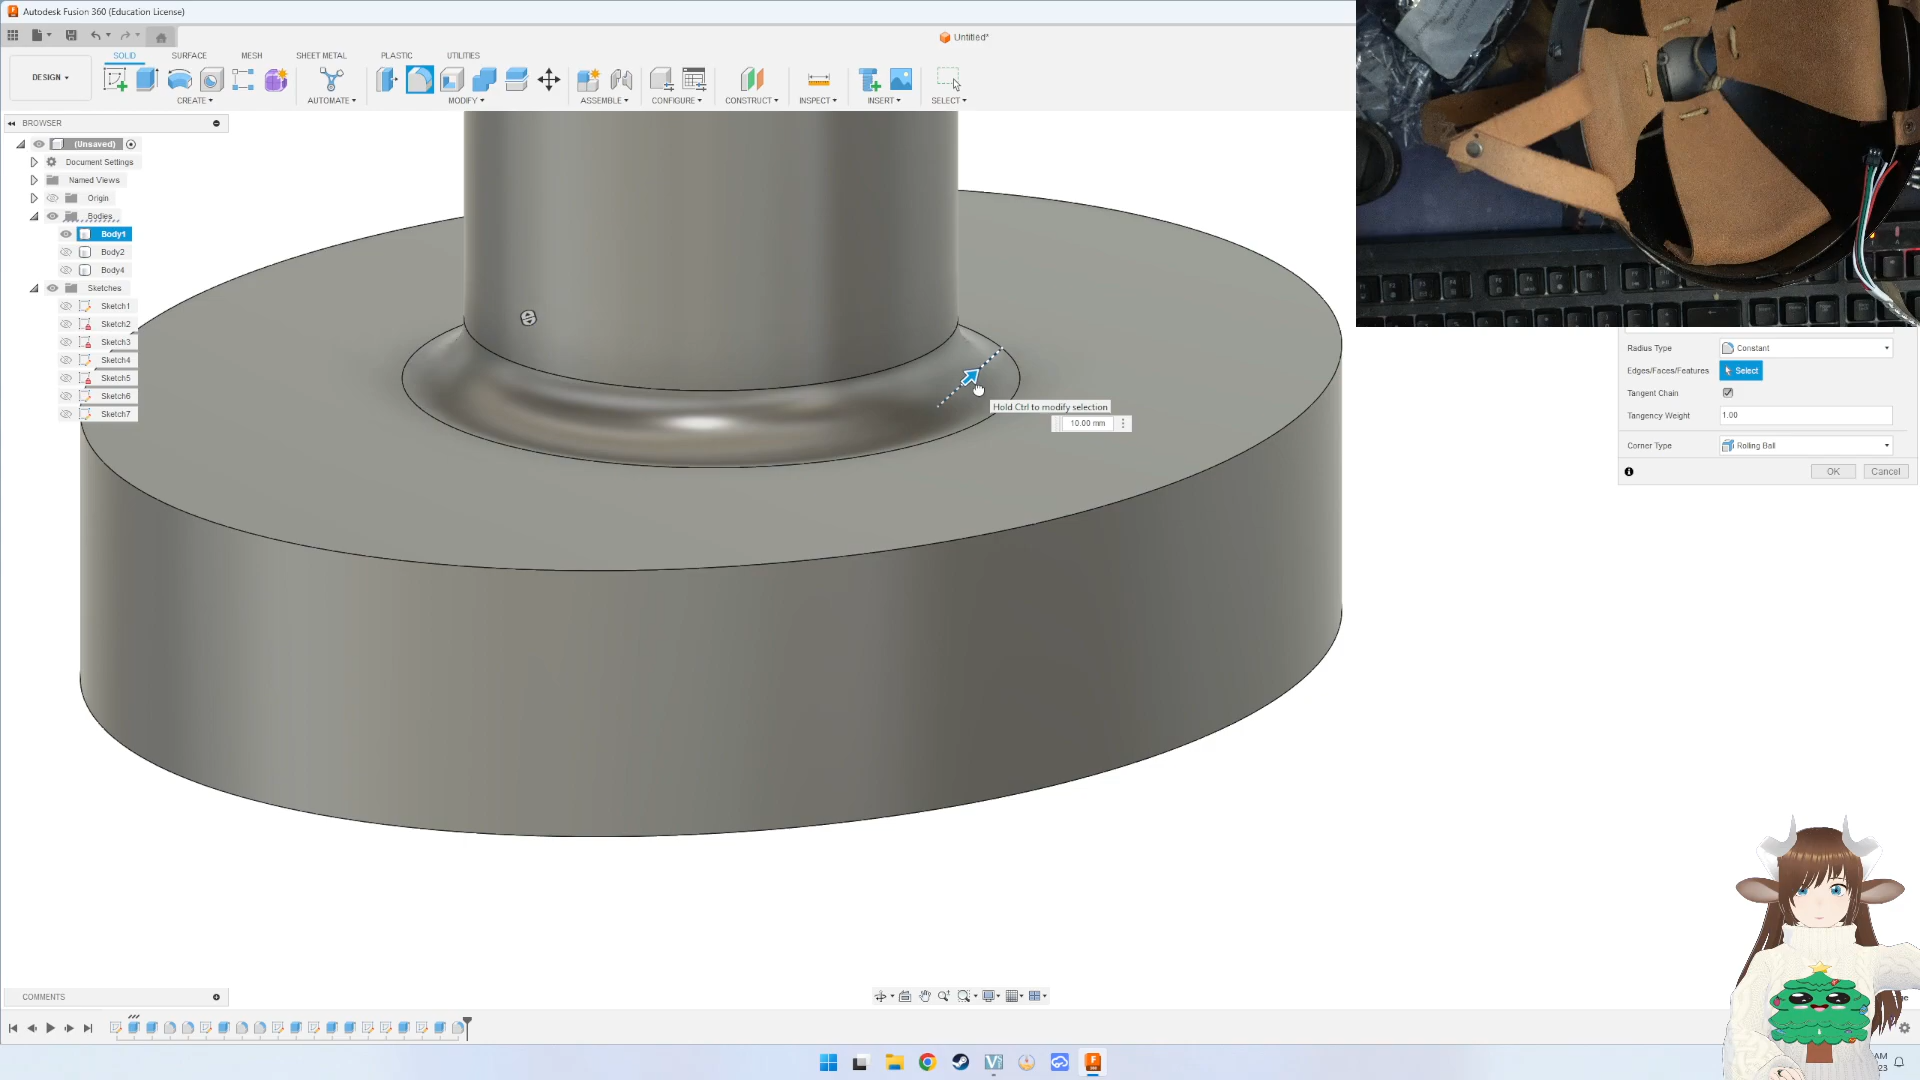 Autodesk Fusion 360 (Education License)
Untitled*
DESIGN
SOLID
SURFACE
MESH
SHEET METAL
PLASTIC
UTILITIES
CREATE
AUTOMATE
MODIFY
ASSEMBLE
CONFIGURE
CONSTRUCT
INSPECT
INSERT
SELECT
BROWSER
(Unsaved)
Document Settings
Named Views
Origin
Bodies
Body1
Body2
Body4
Sketches
Sketch1
Sketch2
Sketch3
Sketch4
Sketch5
Sketch6
Sketch7
Hold Ctrl to modify selection
10.00 mm
Radius Type
Constant
Edges/Faces/Features
Select
Tangent Chain
Tangency Weight
1.00
Corner Type
Rolling Ball
OK
Cancel
COMMENTS
AM
23